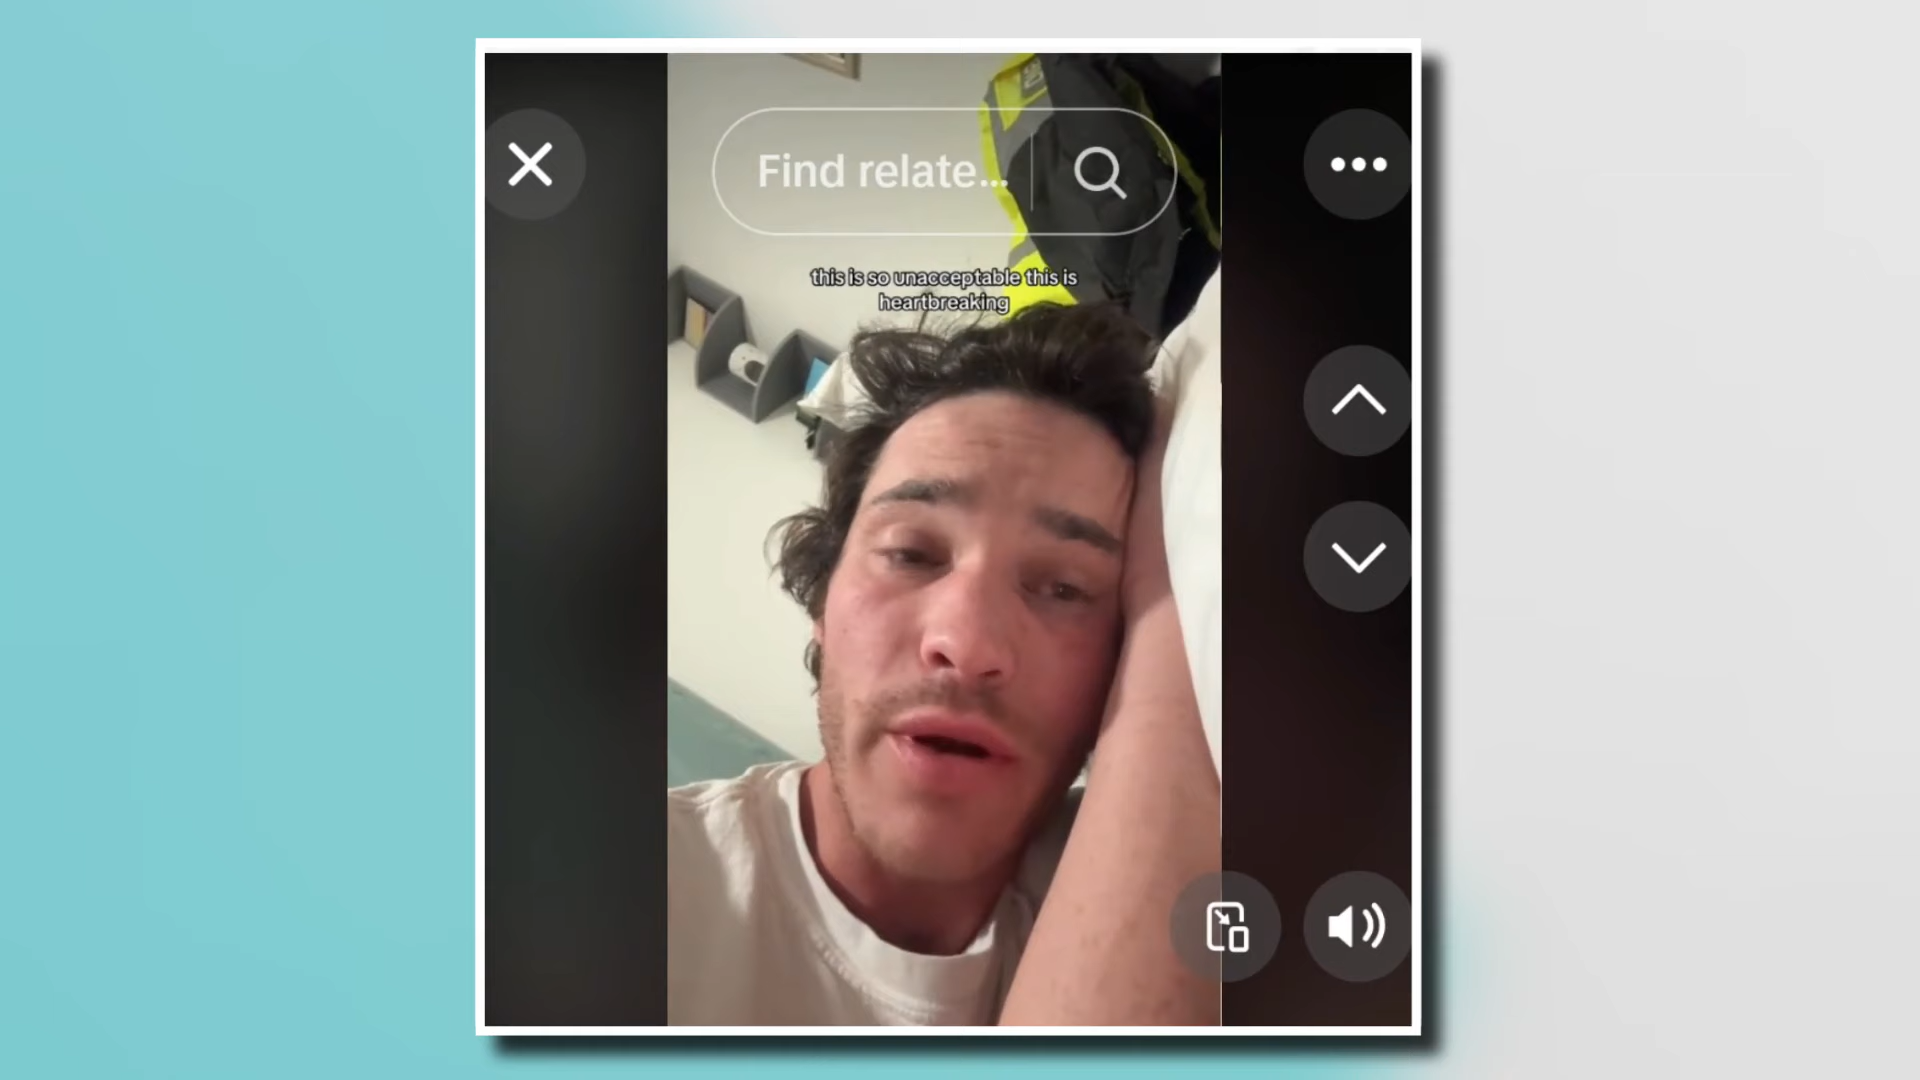 Find relate...
this is so unacceptable this is
heartbreaking